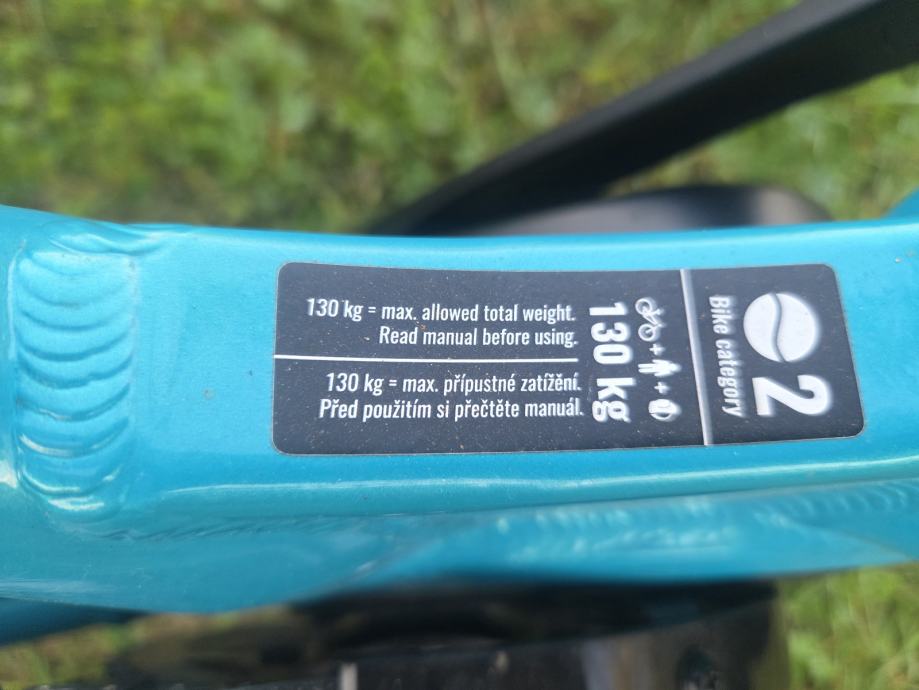 130 kg = max. allowed total weight.
Read manual before using.
130 kg = max. přípustné zatížění.
Před použitím si přečtěte manuál.
130 kg
Bike category
2